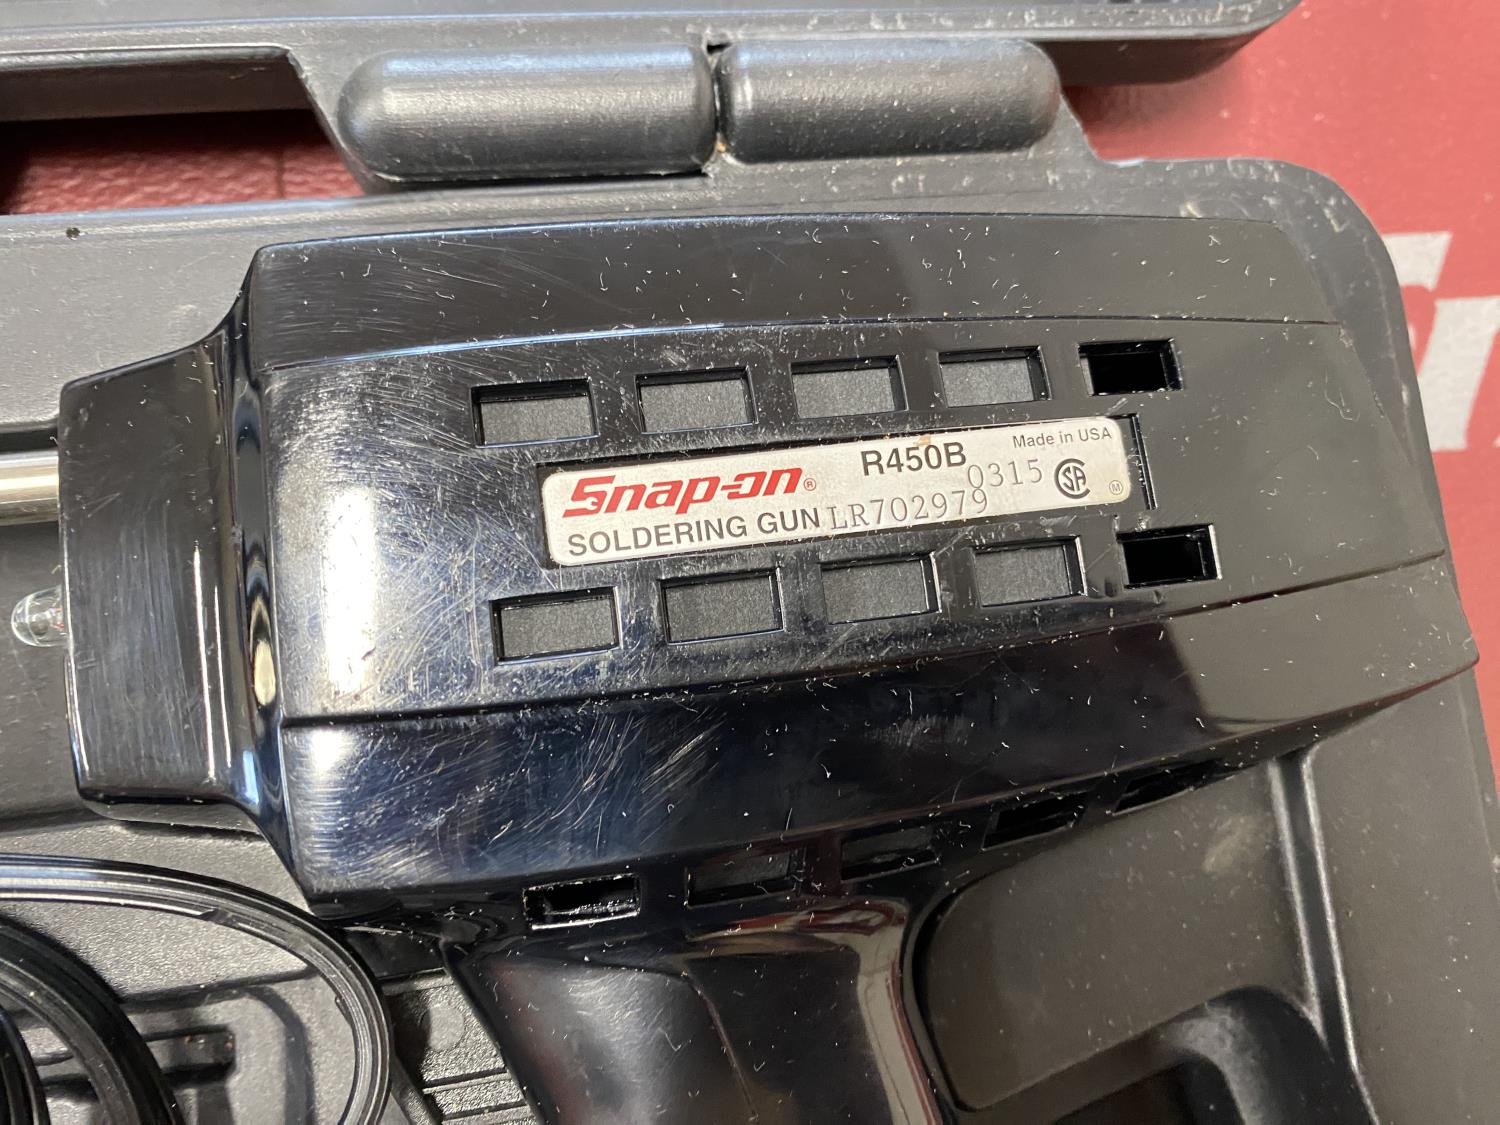 Snap-on® R450B Made in USA
0315
SOLDERING GUN LR702979